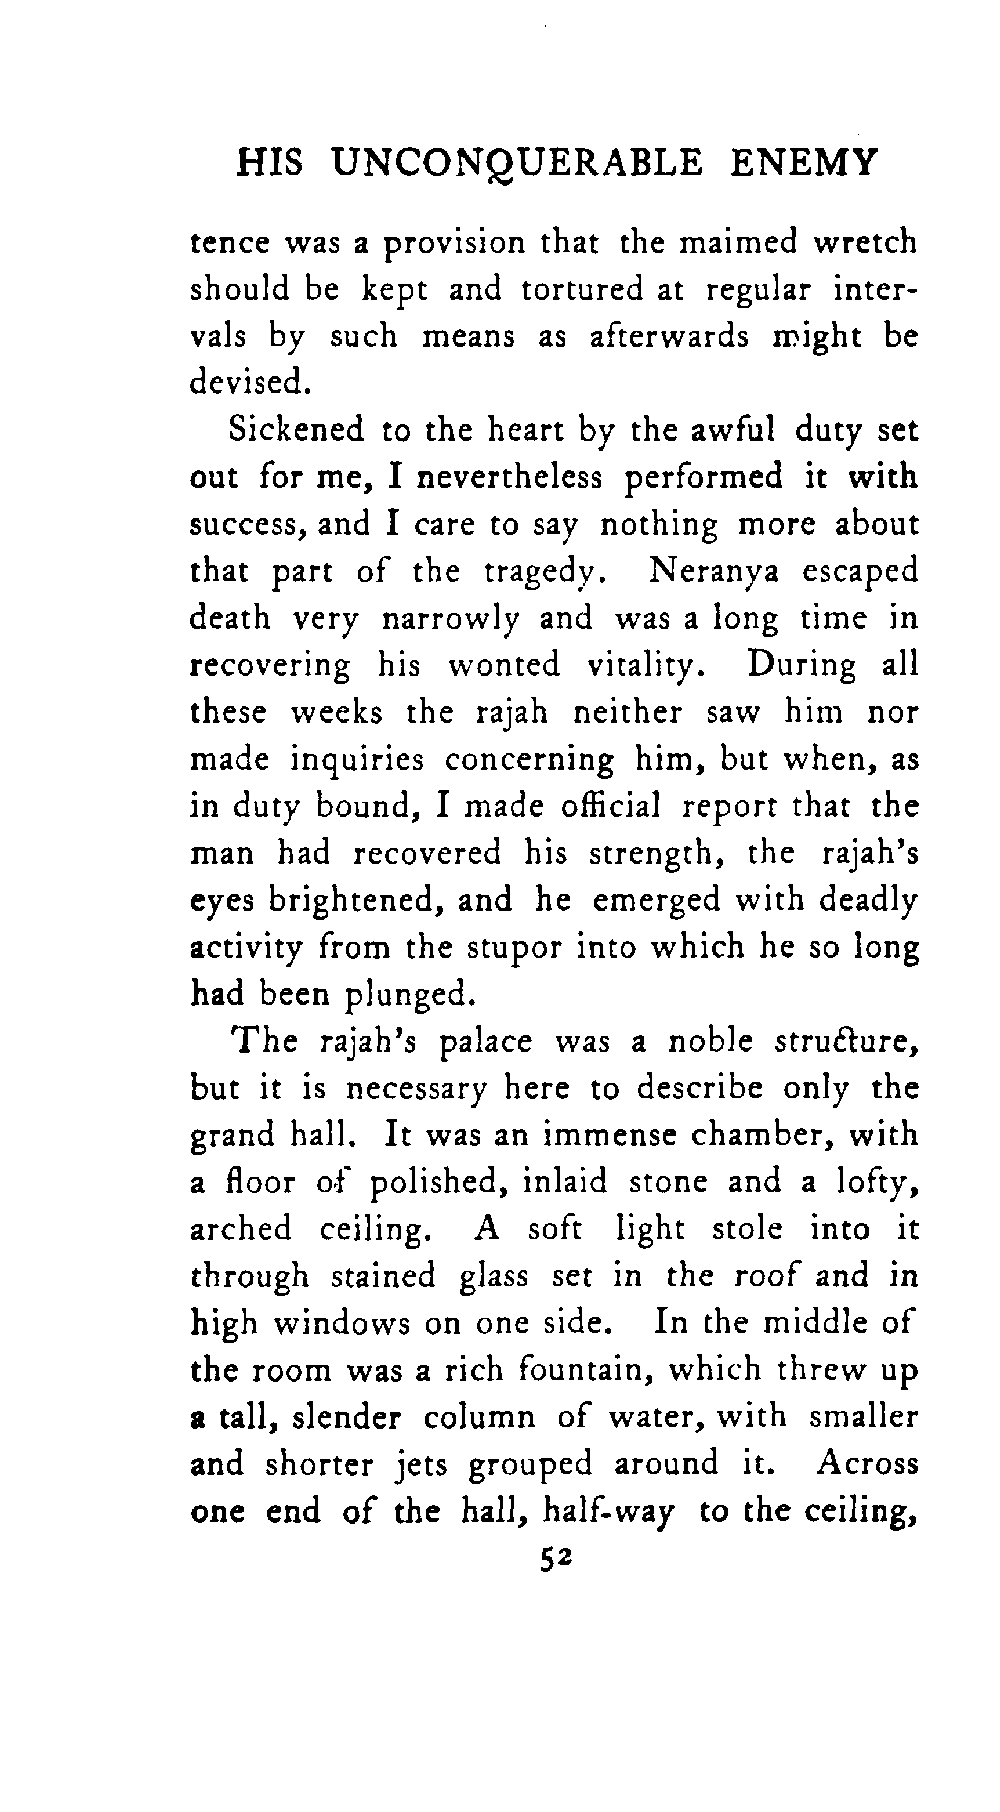 HIS UNCONQUERABLE ENEMY
tence was a provision that the maimed wretch
should be kept and tortured at regular inter-
vals by such means as afterwards might be
devised.
Sickened to the heart by the awful duty set
out for me, I nevertheless performed it with
success, and I care to say nothing more about
that part of the tragedy. Neranya escaped
death very narrowly and was a long time in
recovering his wonted vitality. During all
these weeks the rajah neither saw him nor
made inquiries concerning him, but when, as
in duty bound, I made official report that the
man had recovered his strength, the rajah's
eyes brightened, and he emerged with deadly
activity from the stupor into which he so long
had been plunged.
The rajah's palace was a noble structure,
but it is necessary here to describe only the
grand hall. It was an immense chamber, with
a floor of polished, inlaid stone and a lofty,
arched ceiling. A soft light stole into it
through stained glass set in the roof and in
high windows on one side. In the middle of
the room was a rich fountain, which threw up
a tall, slender column of water, with smaller
and shorter jets grouped around it. Across
one end of the hall, half-way to the ceiling,
52